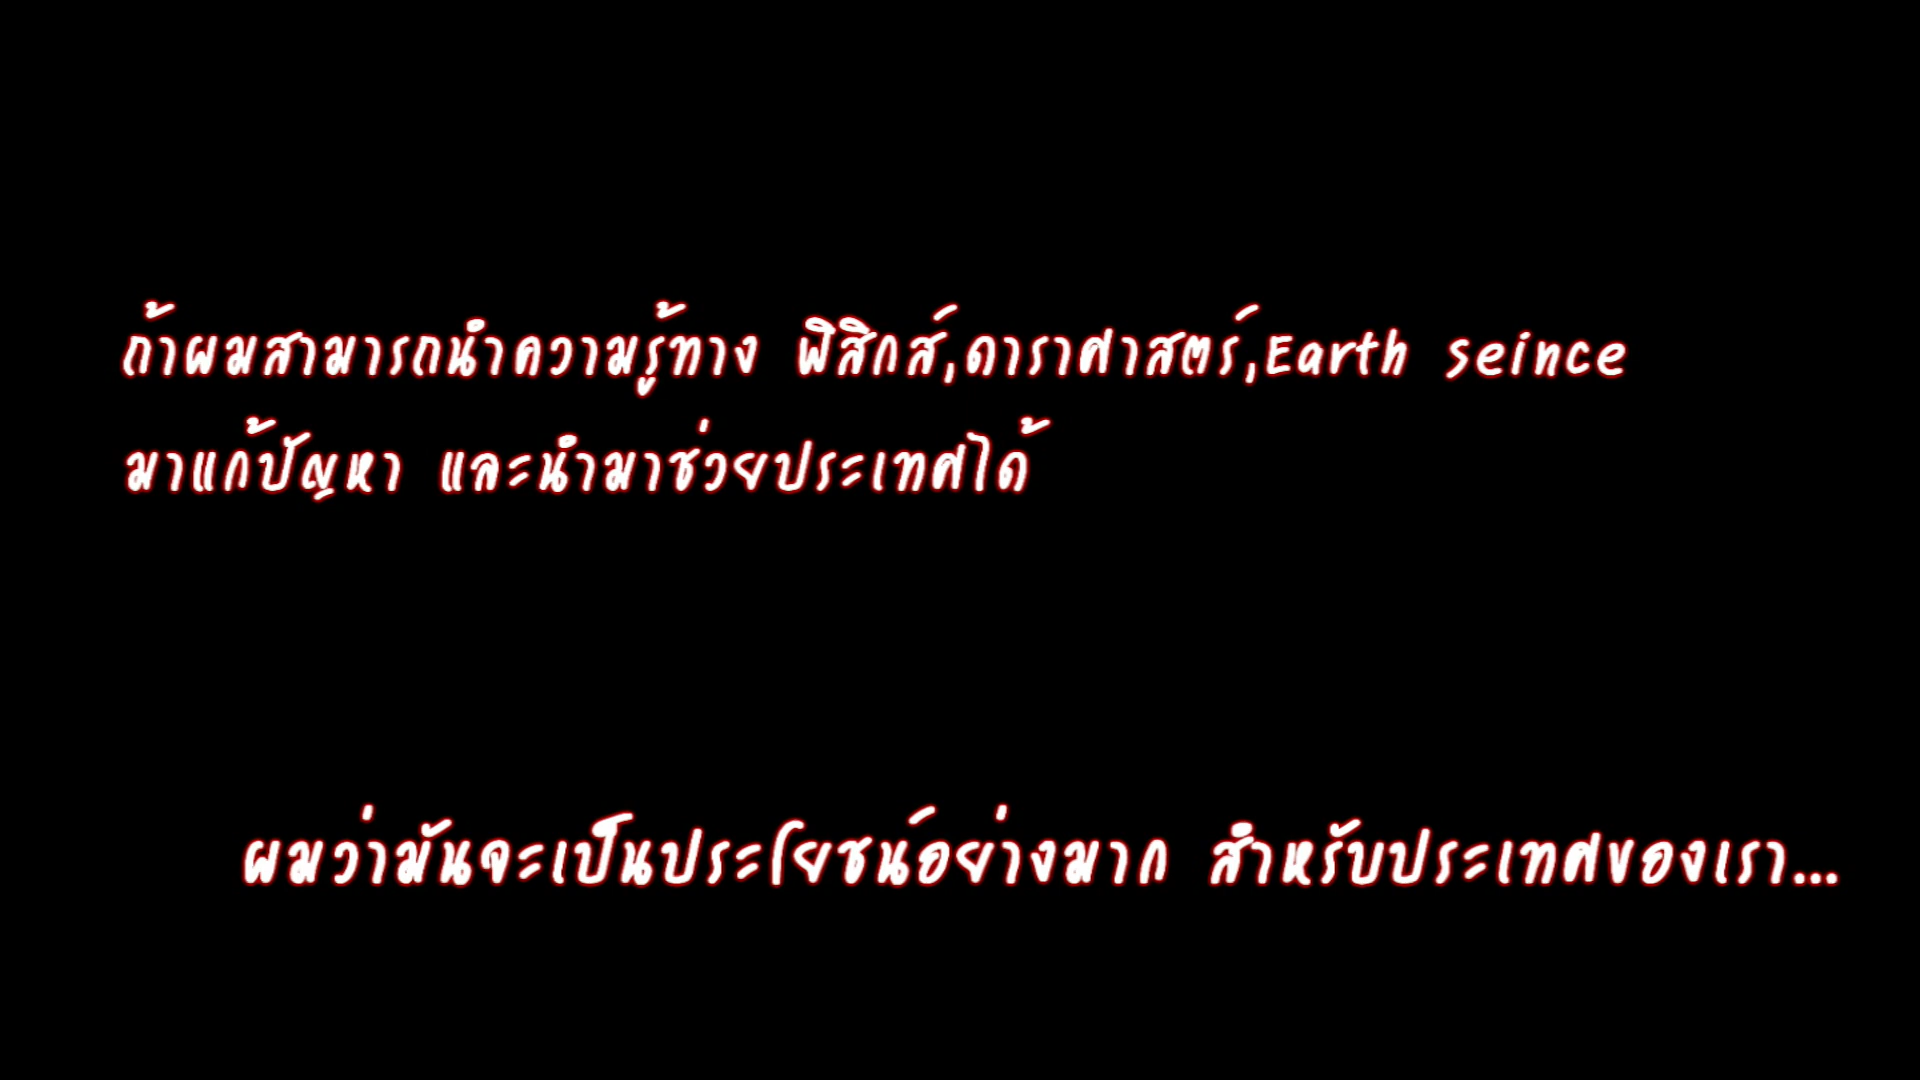 ถ้าผมสามารถนำความรู้ทาง ฟิสิกส์,ดาราศาสตร์,Earth seince
มาแก้ปัญหา และนำมาช่วยประเทศได้
ผมว่ามันจะเป็นประโยชน์อย่างมาก สำหรับประเทศของเรา...